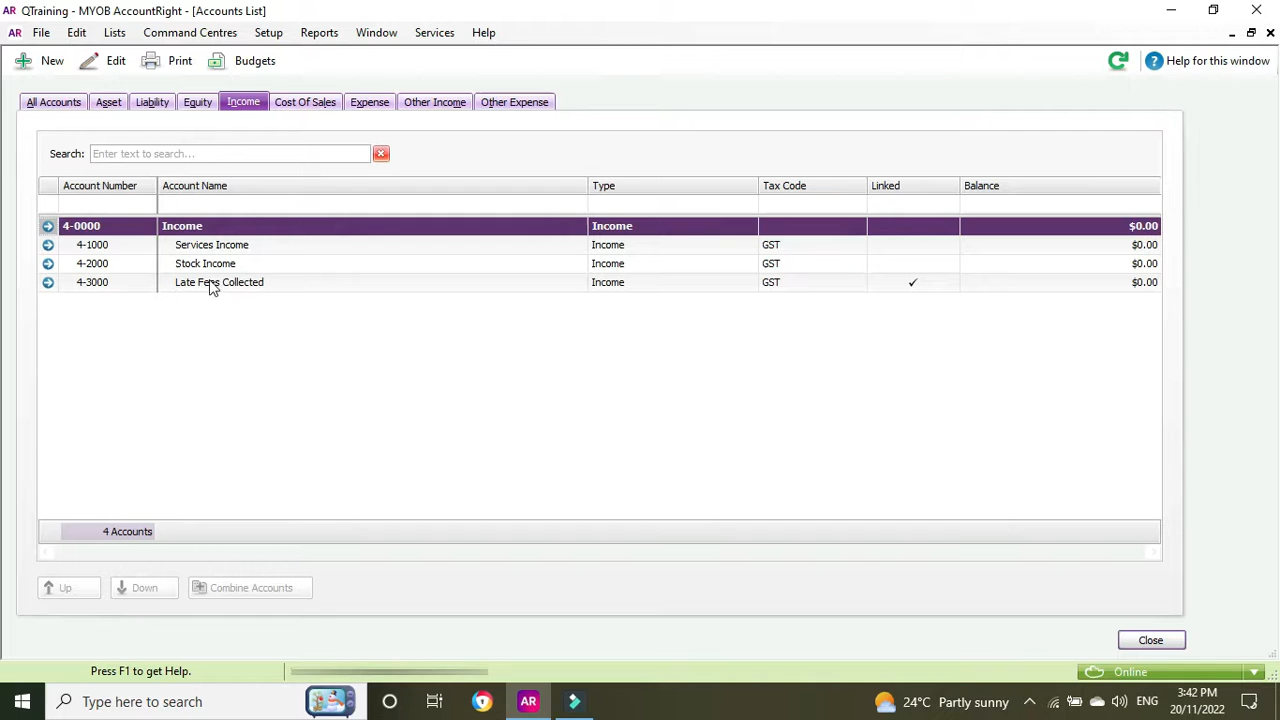 AR QTraining - MYOB AccountRight - [Accounts List]
AR File Edit Lists Command Centres Setup Reports Window Services Help
New Edit Print Budgets ? Help for this window
All Accounts Asset Liability Equity Income Cost Of Sales Expense Other Income Other Expense
Search: Enter text to search...
Account Number Account Name Type Tax Code Linked Balance
4-0000 Income Income $0.00
4-1000 Services Income Income GST $0.00
4-2000 Stock Income Income GST $0.00
4-3000 Late Fees Collected Income GST ✓ $0.00
4 Accounts
Up Down Combine Accounts
Close
Press F1 to get Help. Online
Type here to search AR 24°C Partly sunny ENG 3:42 PM
20/11/2022